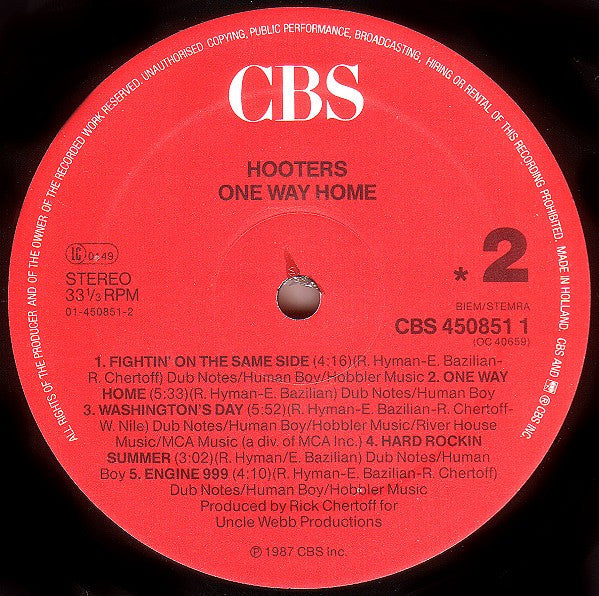 ALL RIGHTS OF THE PRODUCER AND OF THE OWNER OF THE RECORDED WORK RESERVED. UNAUTHORISED COPYING, PUBLIC PERFORMANCE, BROADCASTING, HIRING OR RENTAL OF THIS RECORDING PROHIBITED. MADE IN HOLLAND. CBS AND ® CBS INC.
CBS
HOOTERS
ONE WAY HOME
LC 0149
STEREO
33 1/3 RPM
01-450851-2
* 2
BIEM/STEMRA
CBS 450851 1
(OC 40659)
1. FIGHTIN' ON THE SAME SIDE (4:16)(R. Hyman-E. Bazilian-
R. Chertoff) Dub Notes/Human Boy/Hobbler Music 2. ONE WAY
HOME (5:33)(R. Hyman-E. Bazilian) Dub Notes/Human Boy
3. WASHINGTON'S DAY (5:52)(R. Hyman-E. Bazilian-R. Chertoff-
W. Nile) Dub Notes/Human Boy/Hobbler Music/River House
Music/MCA Music (a div. of MCA Inc.) 4. HARD ROCKIN
SUMMER (3:02)(R. Hyman/E. Bazilian) Dub Notes/Human
Boy 5. ENGINE 999 (4:10)(R. Hyman-E. Bazilian-R. Chertoff)
Dub Notes/Human Boy/Hobbler Music
Produced by Rick Chertoff for
Uncle Webb Productions
℗ 1987 CBS Inc.